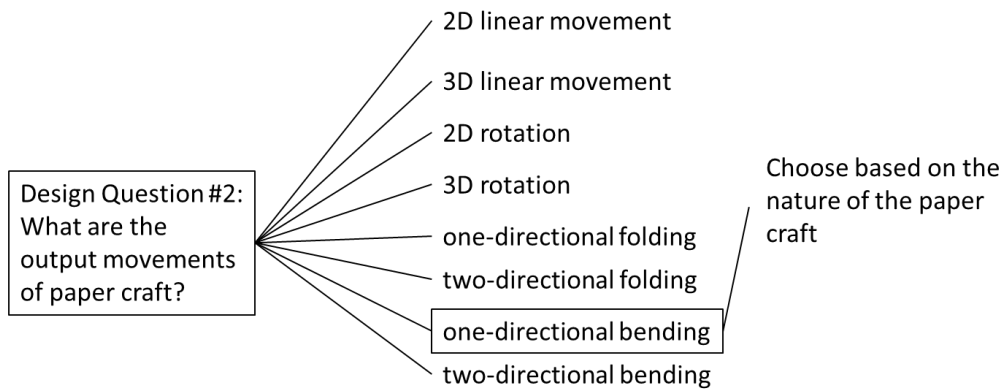 Design Question #2:
What are the
output movements
of paper craft?
2D linear movement
3D linear movement
2D rotation
3D rotation
one-directional folding
two-directional folding
one-directional bending
two-directional bending
Choose based on the
nature of the paper
craft